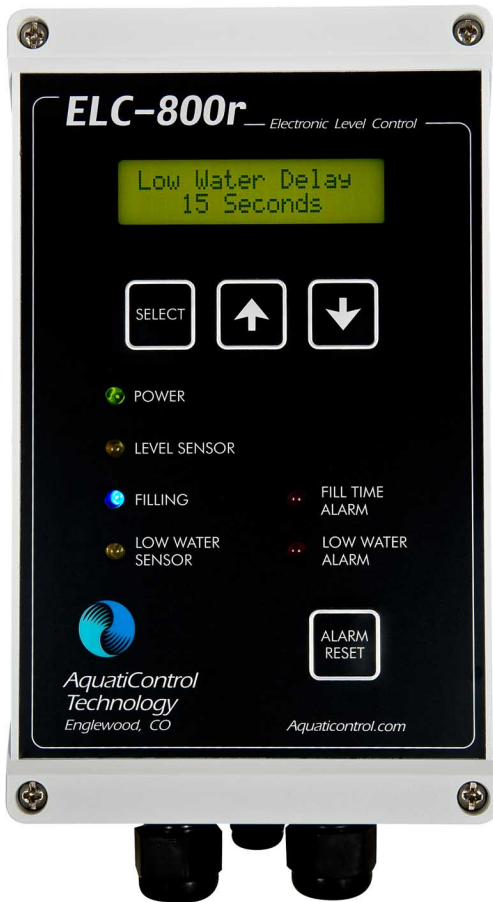 ELC-800r
Electronic Level Control
Low Water Delay
15 Seconds
SELECT
POWER
LEVEL SENSOR
FILLING
FILL TIME
ALARM
LOW WATER
SENSOR
LOW WATER
ALARM
ALARM
RESET
AquatiControl
Technology
Englewood, CO
Aquaticontrol.com